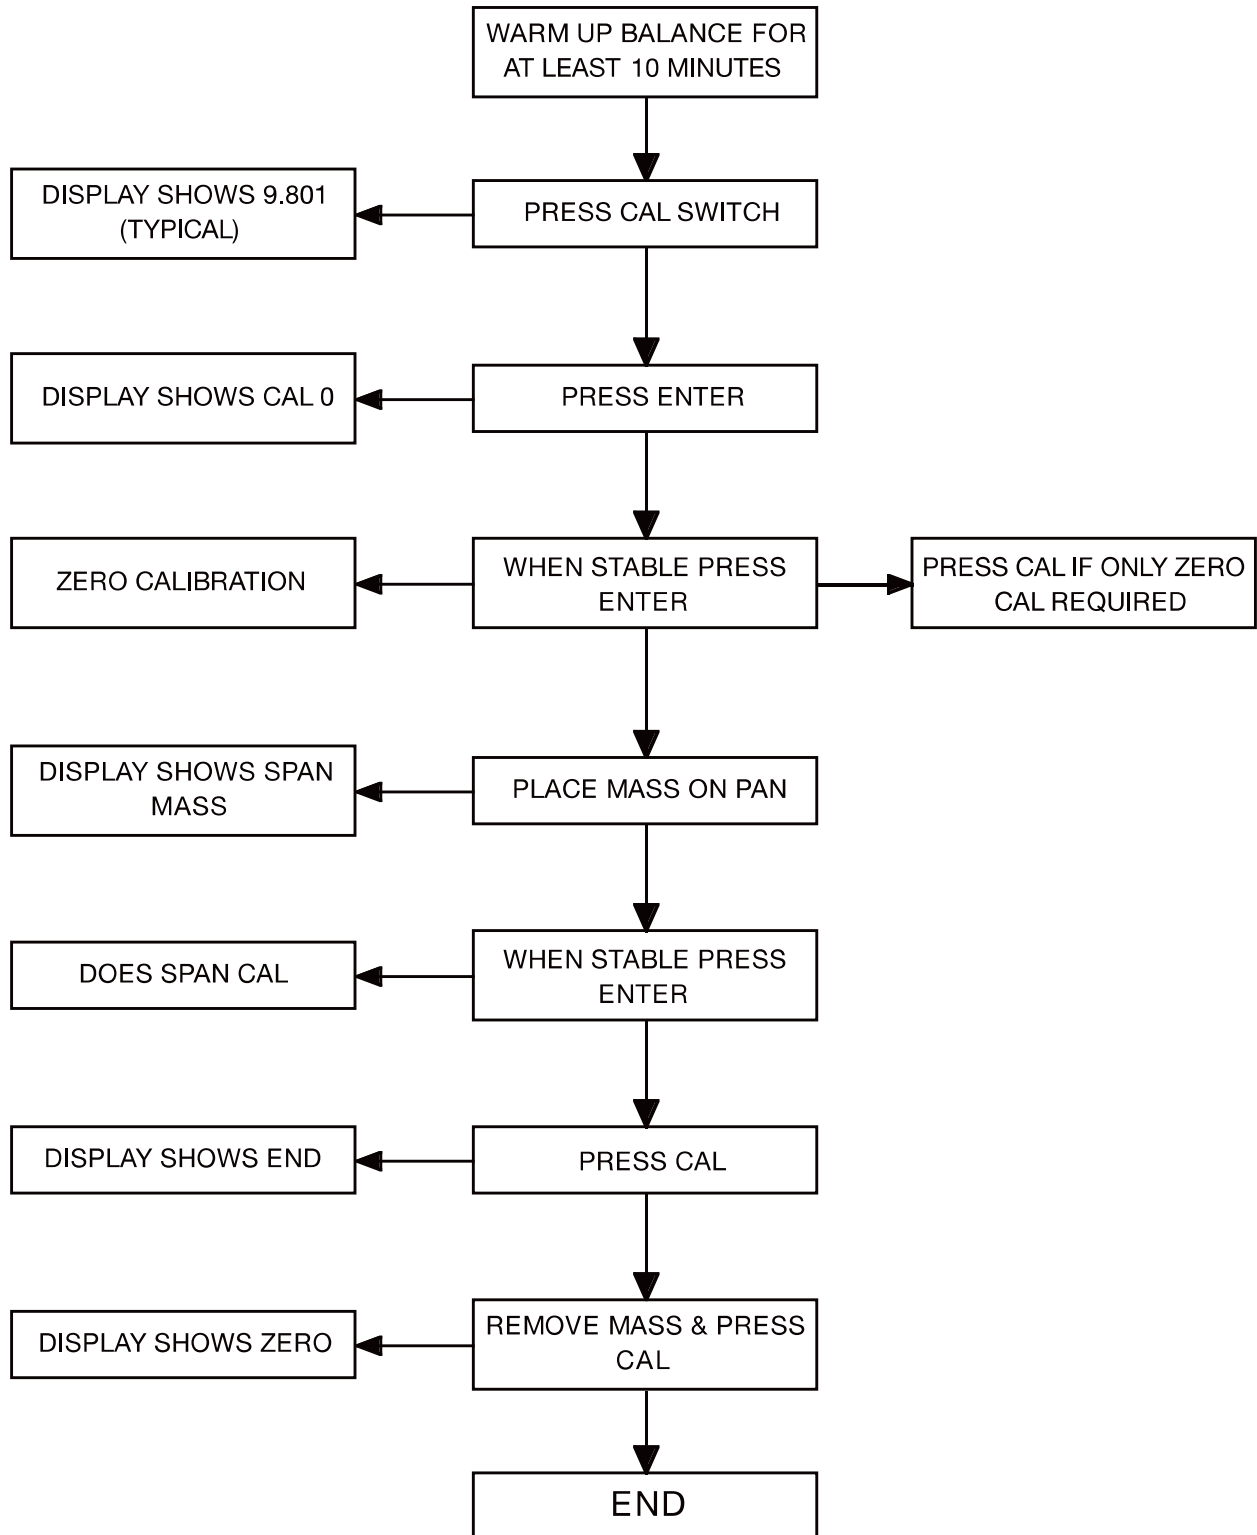 WARM UP BALANCE FOR
AT LEAST 10 MINUTES
DISPLAY SHOWS 9.801
(TYPICAL)
PRESS CAL SWITCH
DISPLAY SHOWS CAL 0
PRESS ENTER
ZERO CALIBRATION
WHEN STABLE PRESS
ENTER
PRESS CAL IF ONLY ZERO
CAL REQUIRED
DISPLAY SHOWS SPAN
MASS
PLACE MASS ON PAN
DOES SPAN CAL
WHEN STABLE PRESS
ENTER
DISPLAY SHOWS END
PRESS CAL
DISPLAY SHOWS ZERO
REMOVE MASS & PRESS
CAL
END